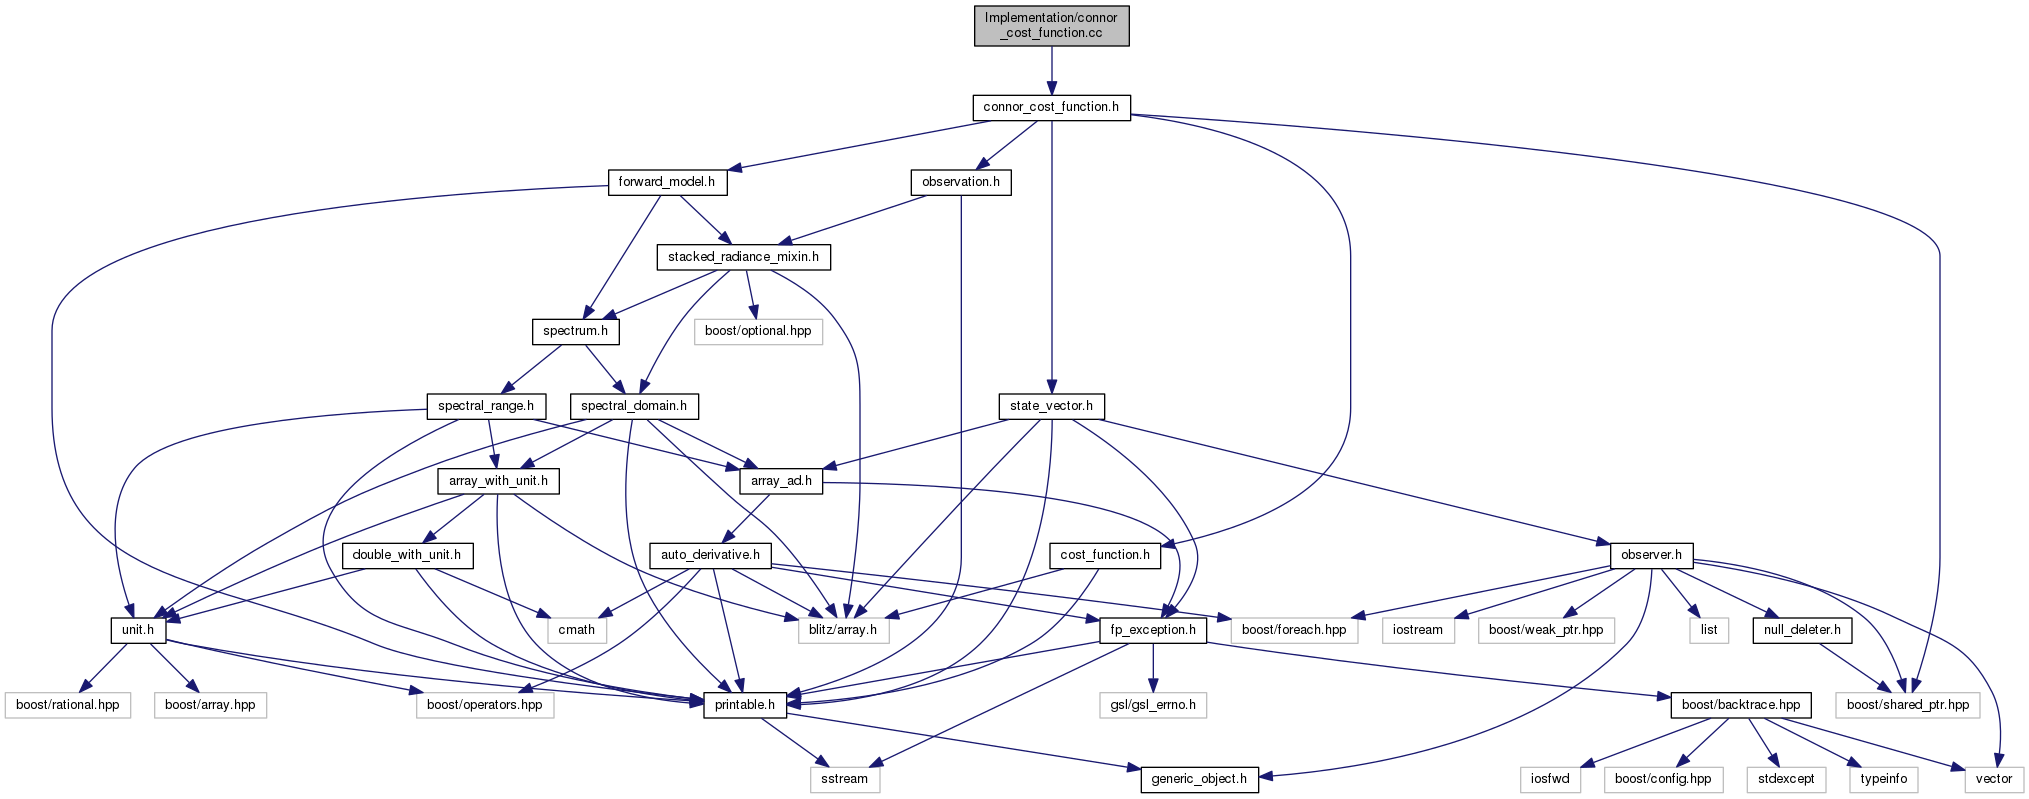 Implementation/connor
_cost_function.cc
connor_cost_function.h
forward_model.h
observation.h
stacked_radiance_mixin.h
spectrum.h
boost/optional.hpp
spectral_range.h
spectral_domain.h
state_vector.h
array_with_unit.h
array_ad.h
double_with_unit.h
auto_derivative.h
cost_function.h
observer.h
unit.h
cmath
blitz/array.h
fp_exception.h
boost/foreach.hpp
iostream
boost/weak_ptr.hpp
list
null_deleter.h
boost/rational.hpp
boost/array.hpp
boost/operators.hpp
printable.h
gsl/gsl_errno.h
boost/backtrace.hpp
boost/shared_ptr.hpp
sstream
generic_object.h
iosfwd
boost/config.hpp
stdexcept
typeinfo
vector